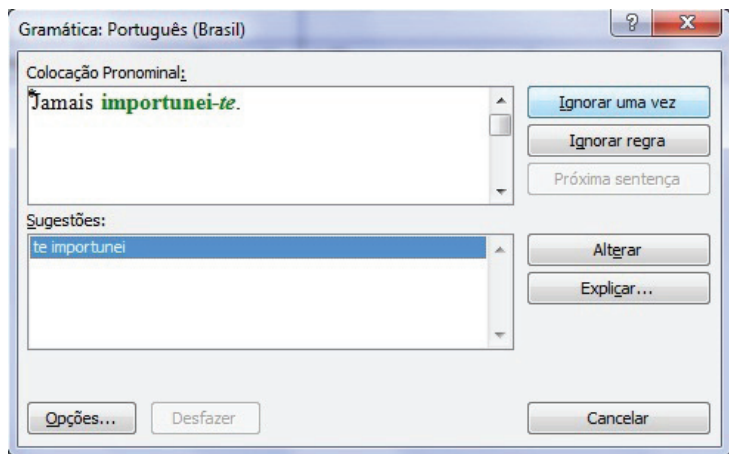 Gramática: Português (Brasil)
Colocação Pronominal:
*Jamais importunei-te.
Ignorar uma vez
Ignorar regra
Próxima sentença
Sugestões:
te importunei
Alterar
Explicar...
Opções...
Desfazer
Cancelar